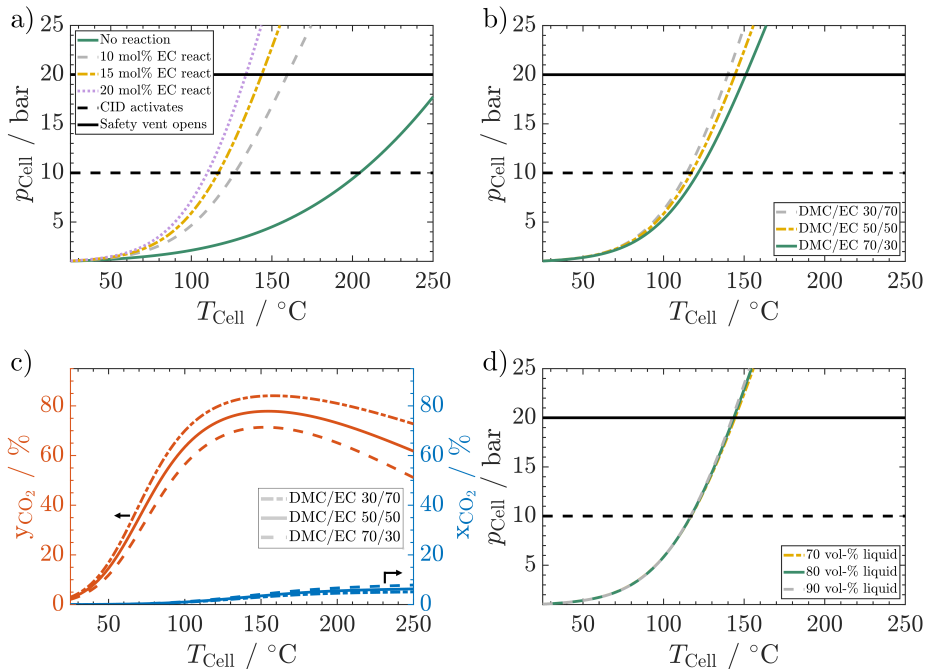 a)
25
20
15
10
5
p_Cell / bar
No reaction
10 mol% EC react
15 mol% EC react
20 mol% EC react
CID activates
Safety vent opens
50 100 150 200 250
T_Cell / °C
b)
25
20
15
10
5
p_Cell / bar
DMC/EC 30/70
DMC/EC 50/50
DMC/EC 70/30
50 100 150 200 250
T_Cell / °C
c)
80
60
40
20
0
y_CO₂ / %
DMC/EC 30/70
DMC/EC 50/50
DMC/EC 70/30
80
60
40
20
0
x_CO₂ / %
50 100 150 200 250
T_Cell / °C
d)
25
20
15
10
5
p_Cell / bar
70 vol-% liquid
80 vol-% liquid
90 vol-% liquid
50 100 150 200 250
T_Cell / °C